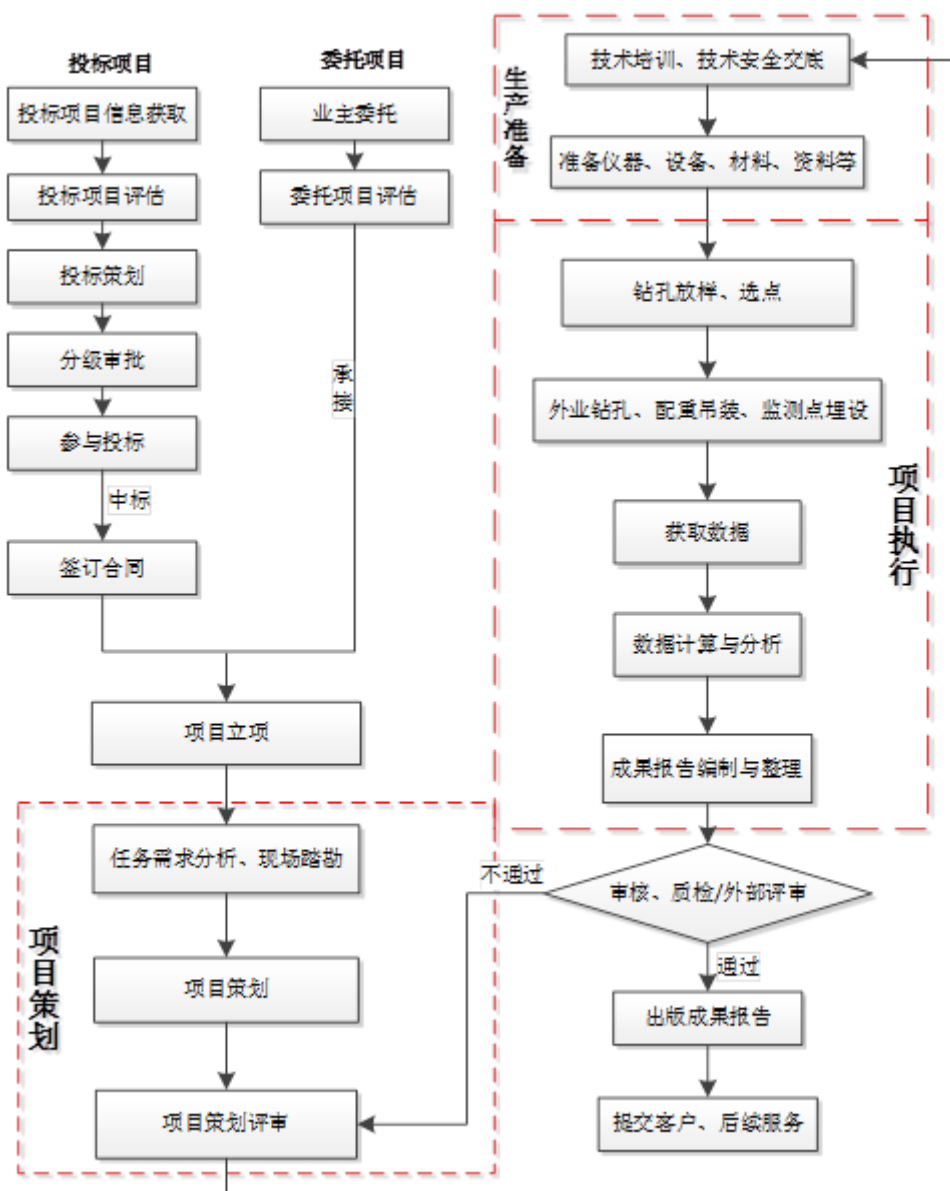 投标项目
投标项目信息获取
投标项目评估
投标策划
分级审批
参与投标
中标
签订合同
委托项目
业主委托
委托项目评估
承
接
项目立项
项目策划
任务需求分析、现场踏勘
项目策划
项目策划评审
生产准备
技术培训、技术安全交底
准备仪器、设备、材料、资料等
项目执行
钻孔放样、选点
外业钻孔、配重吊装、监测点埋设
获取数据
数据计算与分析
成果报告编制与整理
审核、质检/外部评审
不通过
通过
出版成果报告
提交客户、后续服务